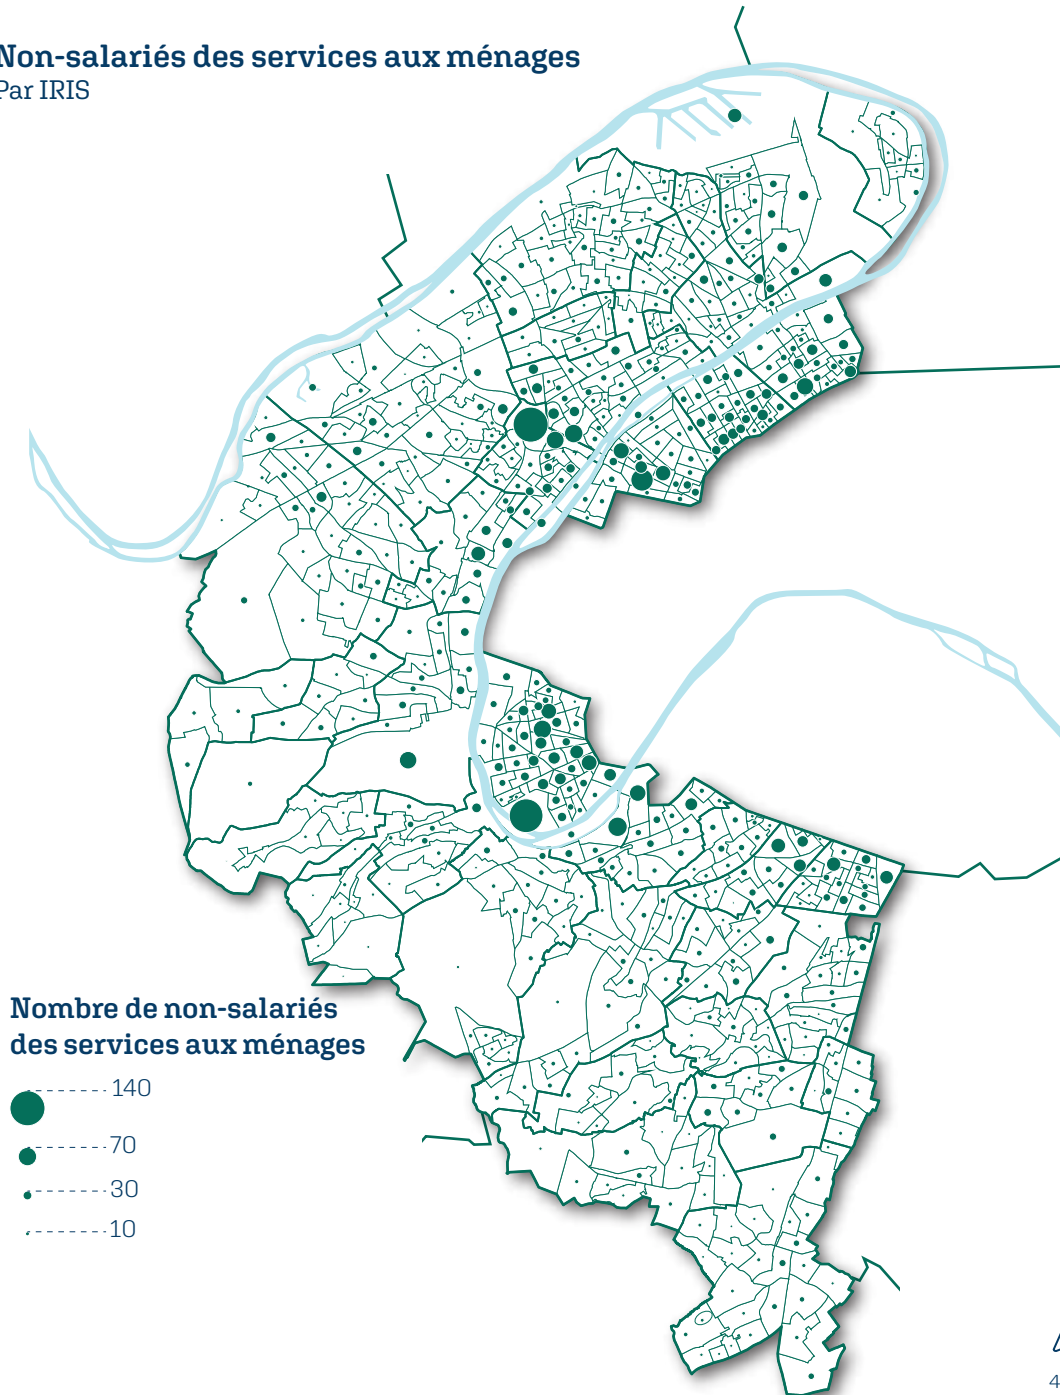 Non-salariés des services aux ménages
Par IRIS
Nombre de non-salariés
des services aux ménages
140
70
30
10
4